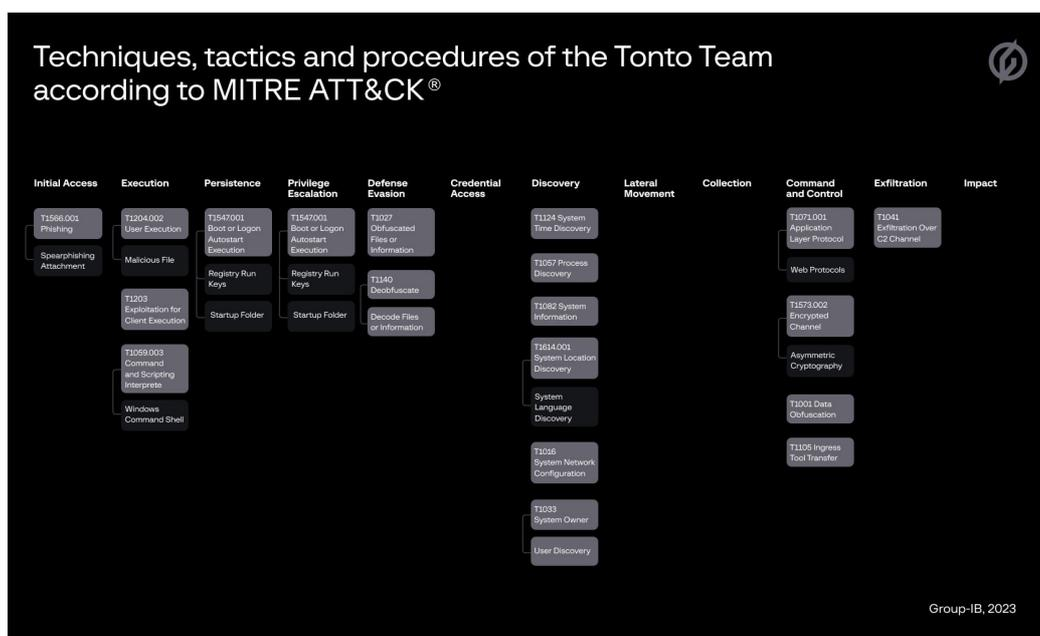 Techniques, tactics and procedures of the Tonto Team
according to MITRE ATT&CK®
Initial Access
T1566.001
Phishing
Spearphishing
Attachment
Execution
T1204.002
User Execution
Malicious File
T1203
Exploitation for
Client Execution
T1059.003
Command
and Scripting
Interprete
Windows
Command Shell
Persistence
T1547.001
Boot or Logon
Autostart
Execution
Registry Run
Keys
Startup Folder
Privilege
Escalation
T1547.001
Boot or Logon
Autostart
Execution
Registry Run
Keys
Startup Folder
Defense
Evasion
T1027
Obfuscated
Files or
Information
T1140
Deobfuscate
Decode Files
or Information
Credential
Access
Discovery
T1124 System
Time Discovery
T1057 Process
Discovery
T1082 System
Information
T1614.001
System Location
Discovery
System
Language
Discovery
T1016
System Network
Configuration
T1033
System Owner
User Discovery
Lateral
Movement
Collection
Command
and Control
T1071.001
Application
Layer Protocol
Web Protocols
T1573.002
Encrypted
Channel
Asymmetric
Cryptography
T1001 Data
Obfuscation
T1105 Ingress
Tool Transfer
Exfiltration
T1041
Exfiltration Over
C2 Channel
Impact
Group-IB, 2023